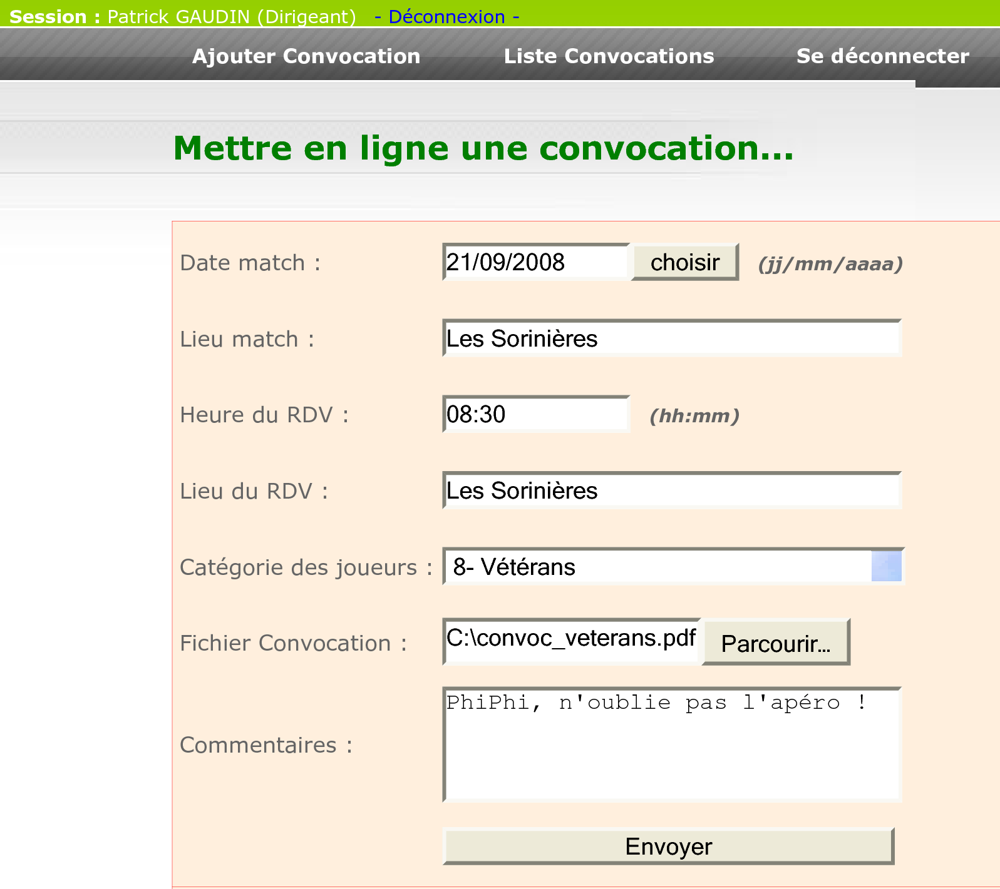 Session : Patrick GAUDIN (Dirigeant) - Déconnexion -
Ajouter Convocation Liste Convocations Se déconnecter
Mettre en ligne une convocation...
Date match : 21/09/2008 choisir (jj/mm/aaaa)
Lieu match : Les Sorinières
Heure du RDV : 08:30 (hh:mm)
Lieu du RDV : Les Sorinières
Catégorie des joueurs : 8- Vétérans
Fichier Convocation : C:\convoc_veterans.pdf Parcourir...
PhiPhi, n'oublie pas l'apéro !
Commentaires :
Envoyer